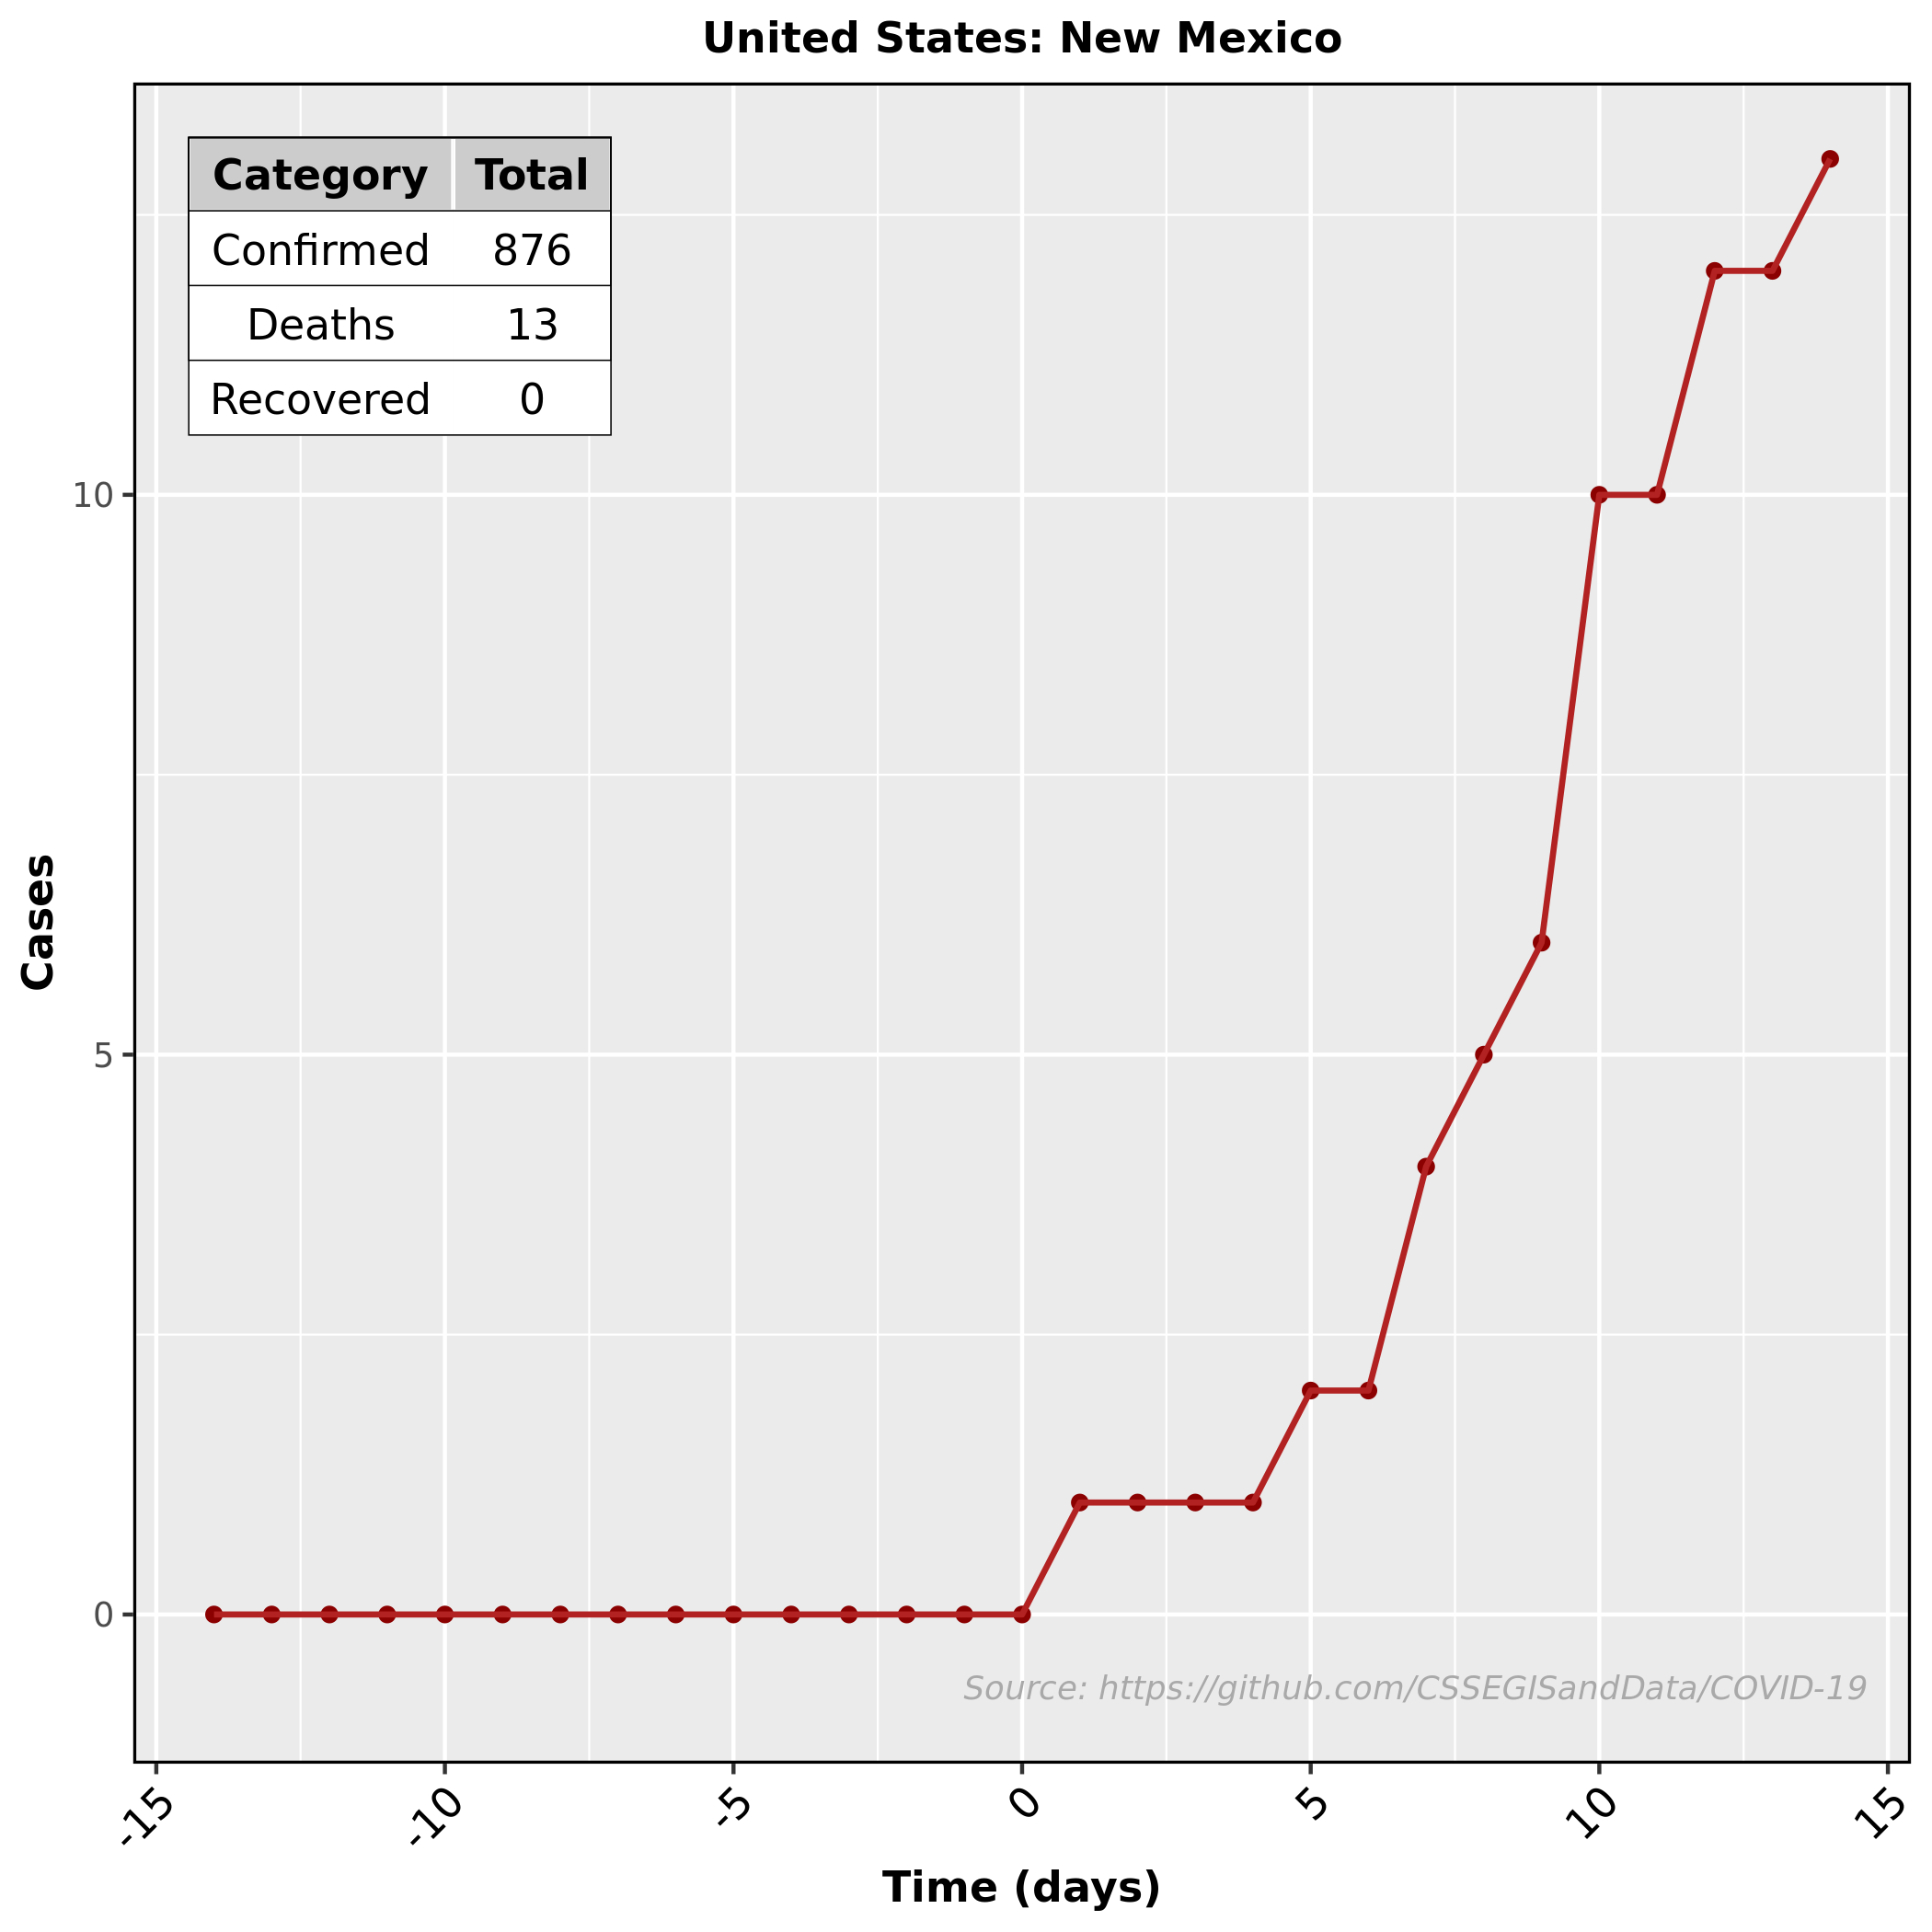 United States: New Mexico
Category Total
Confirmed 876
Deaths 13
Recovered 0
10
5
0
Cases
Source: https://github.com/CSSEGISandData/COVID-19
-15 -10 -5 0 5 10 15
Time (days)